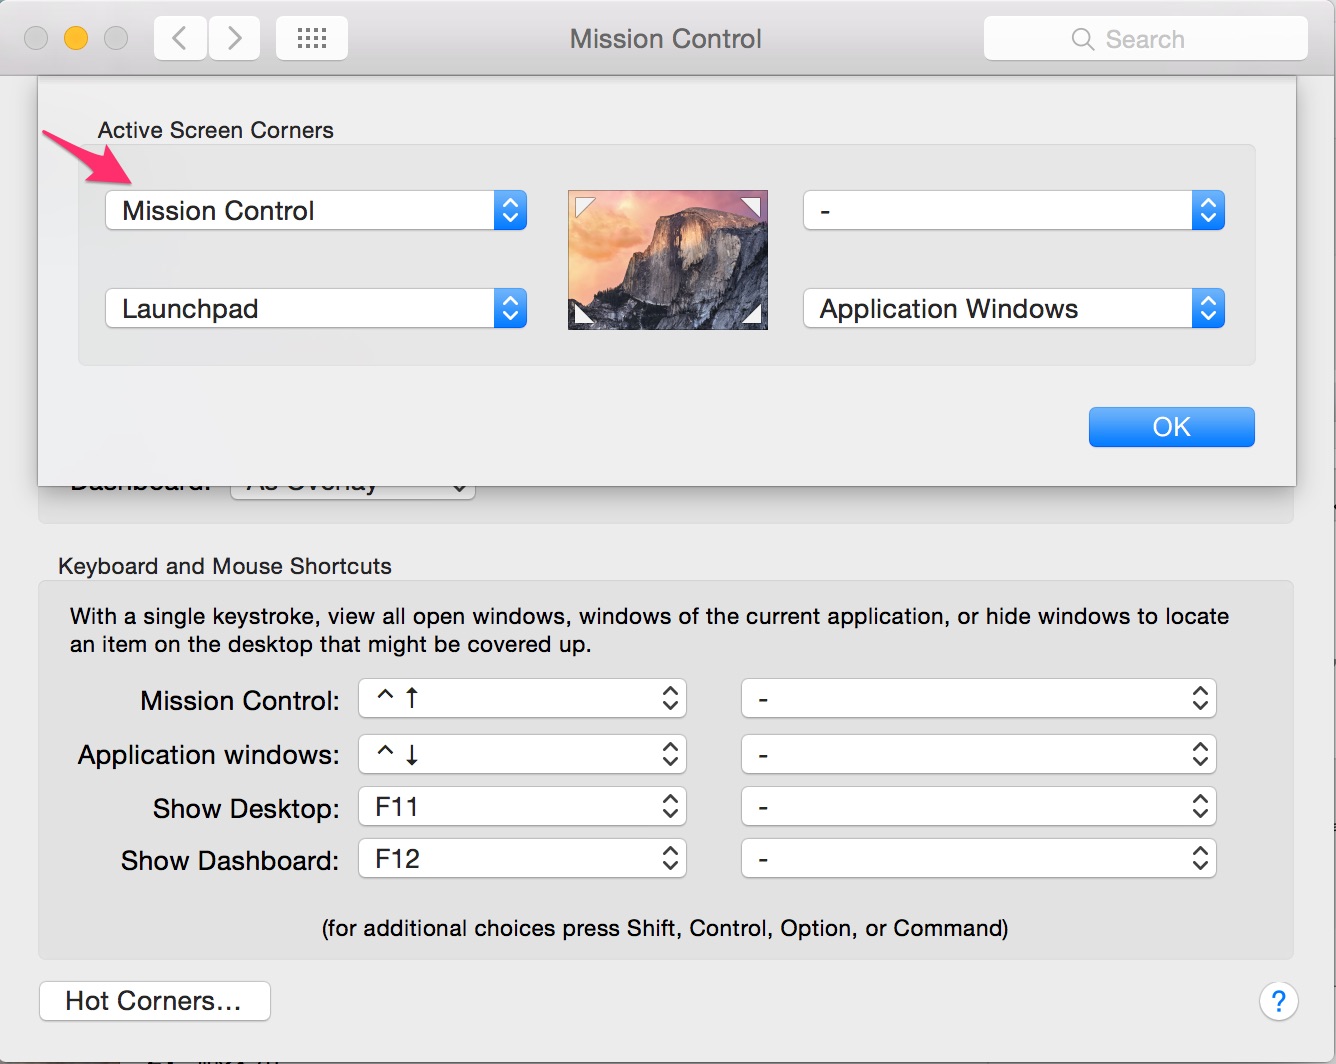 Mission Control
Search
Active Screen Corners
Mission Control
-
Launchpad
Application Windows
OK
Dashboard: As Overlay
Keyboard and Mouse Shortcuts
With a single keystroke, view all open windows, windows of the current application, or hide windows to locate
an item on the desktop that might be covered up.
Mission Control: ^ ↑ -
Application windows: ^ ↓ -
Show Desktop: F11 -
Show Dashboard: F12 -
(for additional choices press Shift, Control, Option, or Command)
Hot Corners... ?